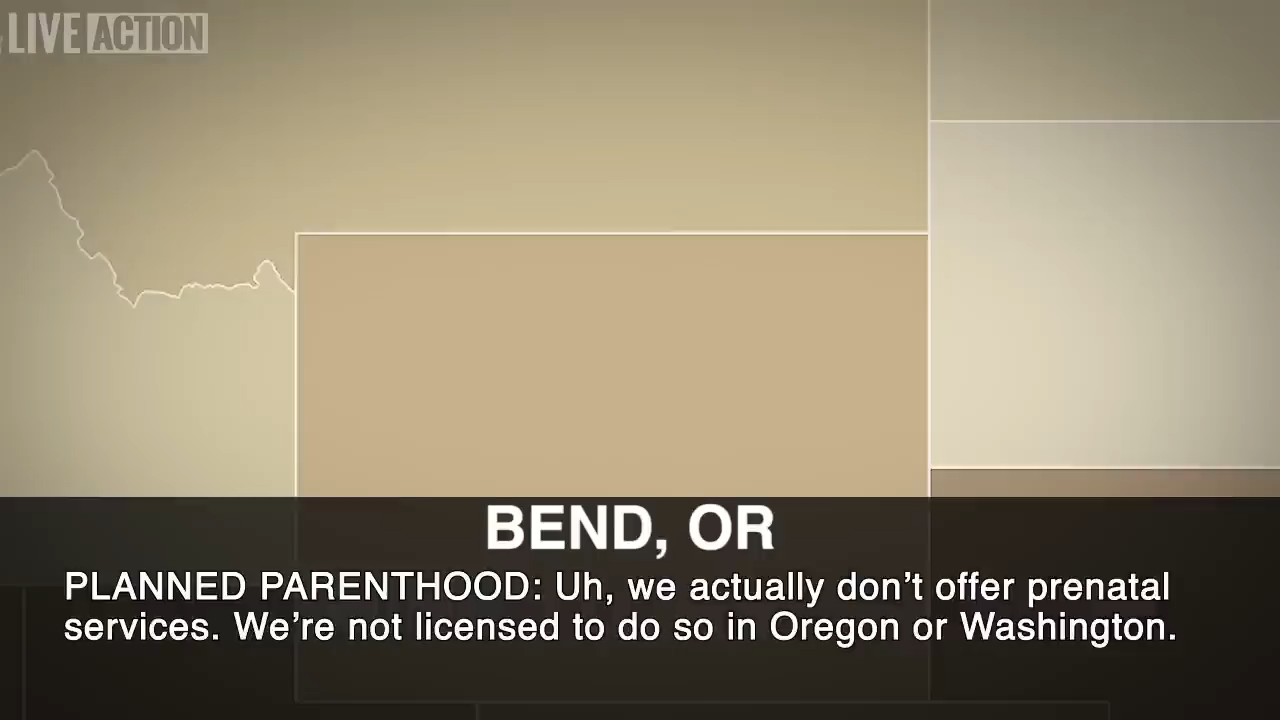 LIVE ACTION
BEND, OR
PLANNED PARENTHOOD: Uh, we actually don’t offer prenatal
services. We’re not licensed to do so in Oregon or Washington.